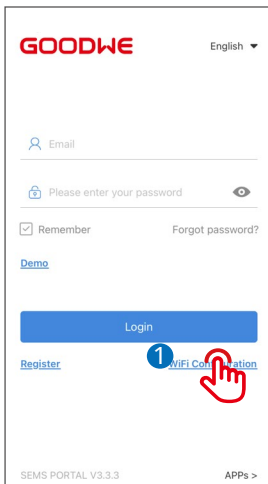 GOODWE
English
Email
Please enter your password
Remember Forgot password?
Demo
Login
1
Register WiFi Configuration
SEMS PORTAL V3.3.3 APPs >